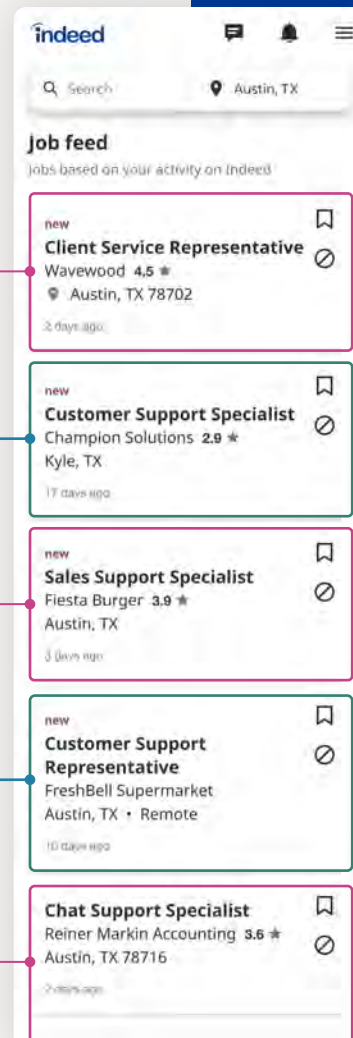 indeed
Search
Austin, TX
Job feed
Jobs based on your activity on Indeed
new
Client Service Representative
Wavewood 4.5 ★
Austin, TX 78702
2 days ago
new
Customer Support Specialist
Champion Solutions 2.9 ★
Kyle, TX
17 days ago
new
Sales Support Specialist
Fiesta Burger 3.9 ★
Austin, TX
3 days ago
new
Customer Support
Representative
FreshBell Supermarket
Austin, TX • Remote
10 days ago
Chat Support Specialist
Reiner Markin Accounting 3.6 ★
Austin, TX 78716
2 days ago